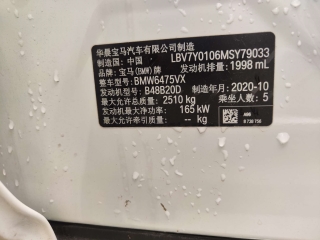 华晨宝马汽车有限公司制造
制造国: 中国 LBV7Y0106MSY79033
品牌: 宝马(BMW)牌 发动机排量: 1998 mL
整车型号: BMW6475VX
发动机型号: B48B20D 制造年月: 2020-10
最大允许总质量: 2510 kg 乘坐人数: 5
发动机最大净功率: 165 kW
最大允许牵引质量: -- kg